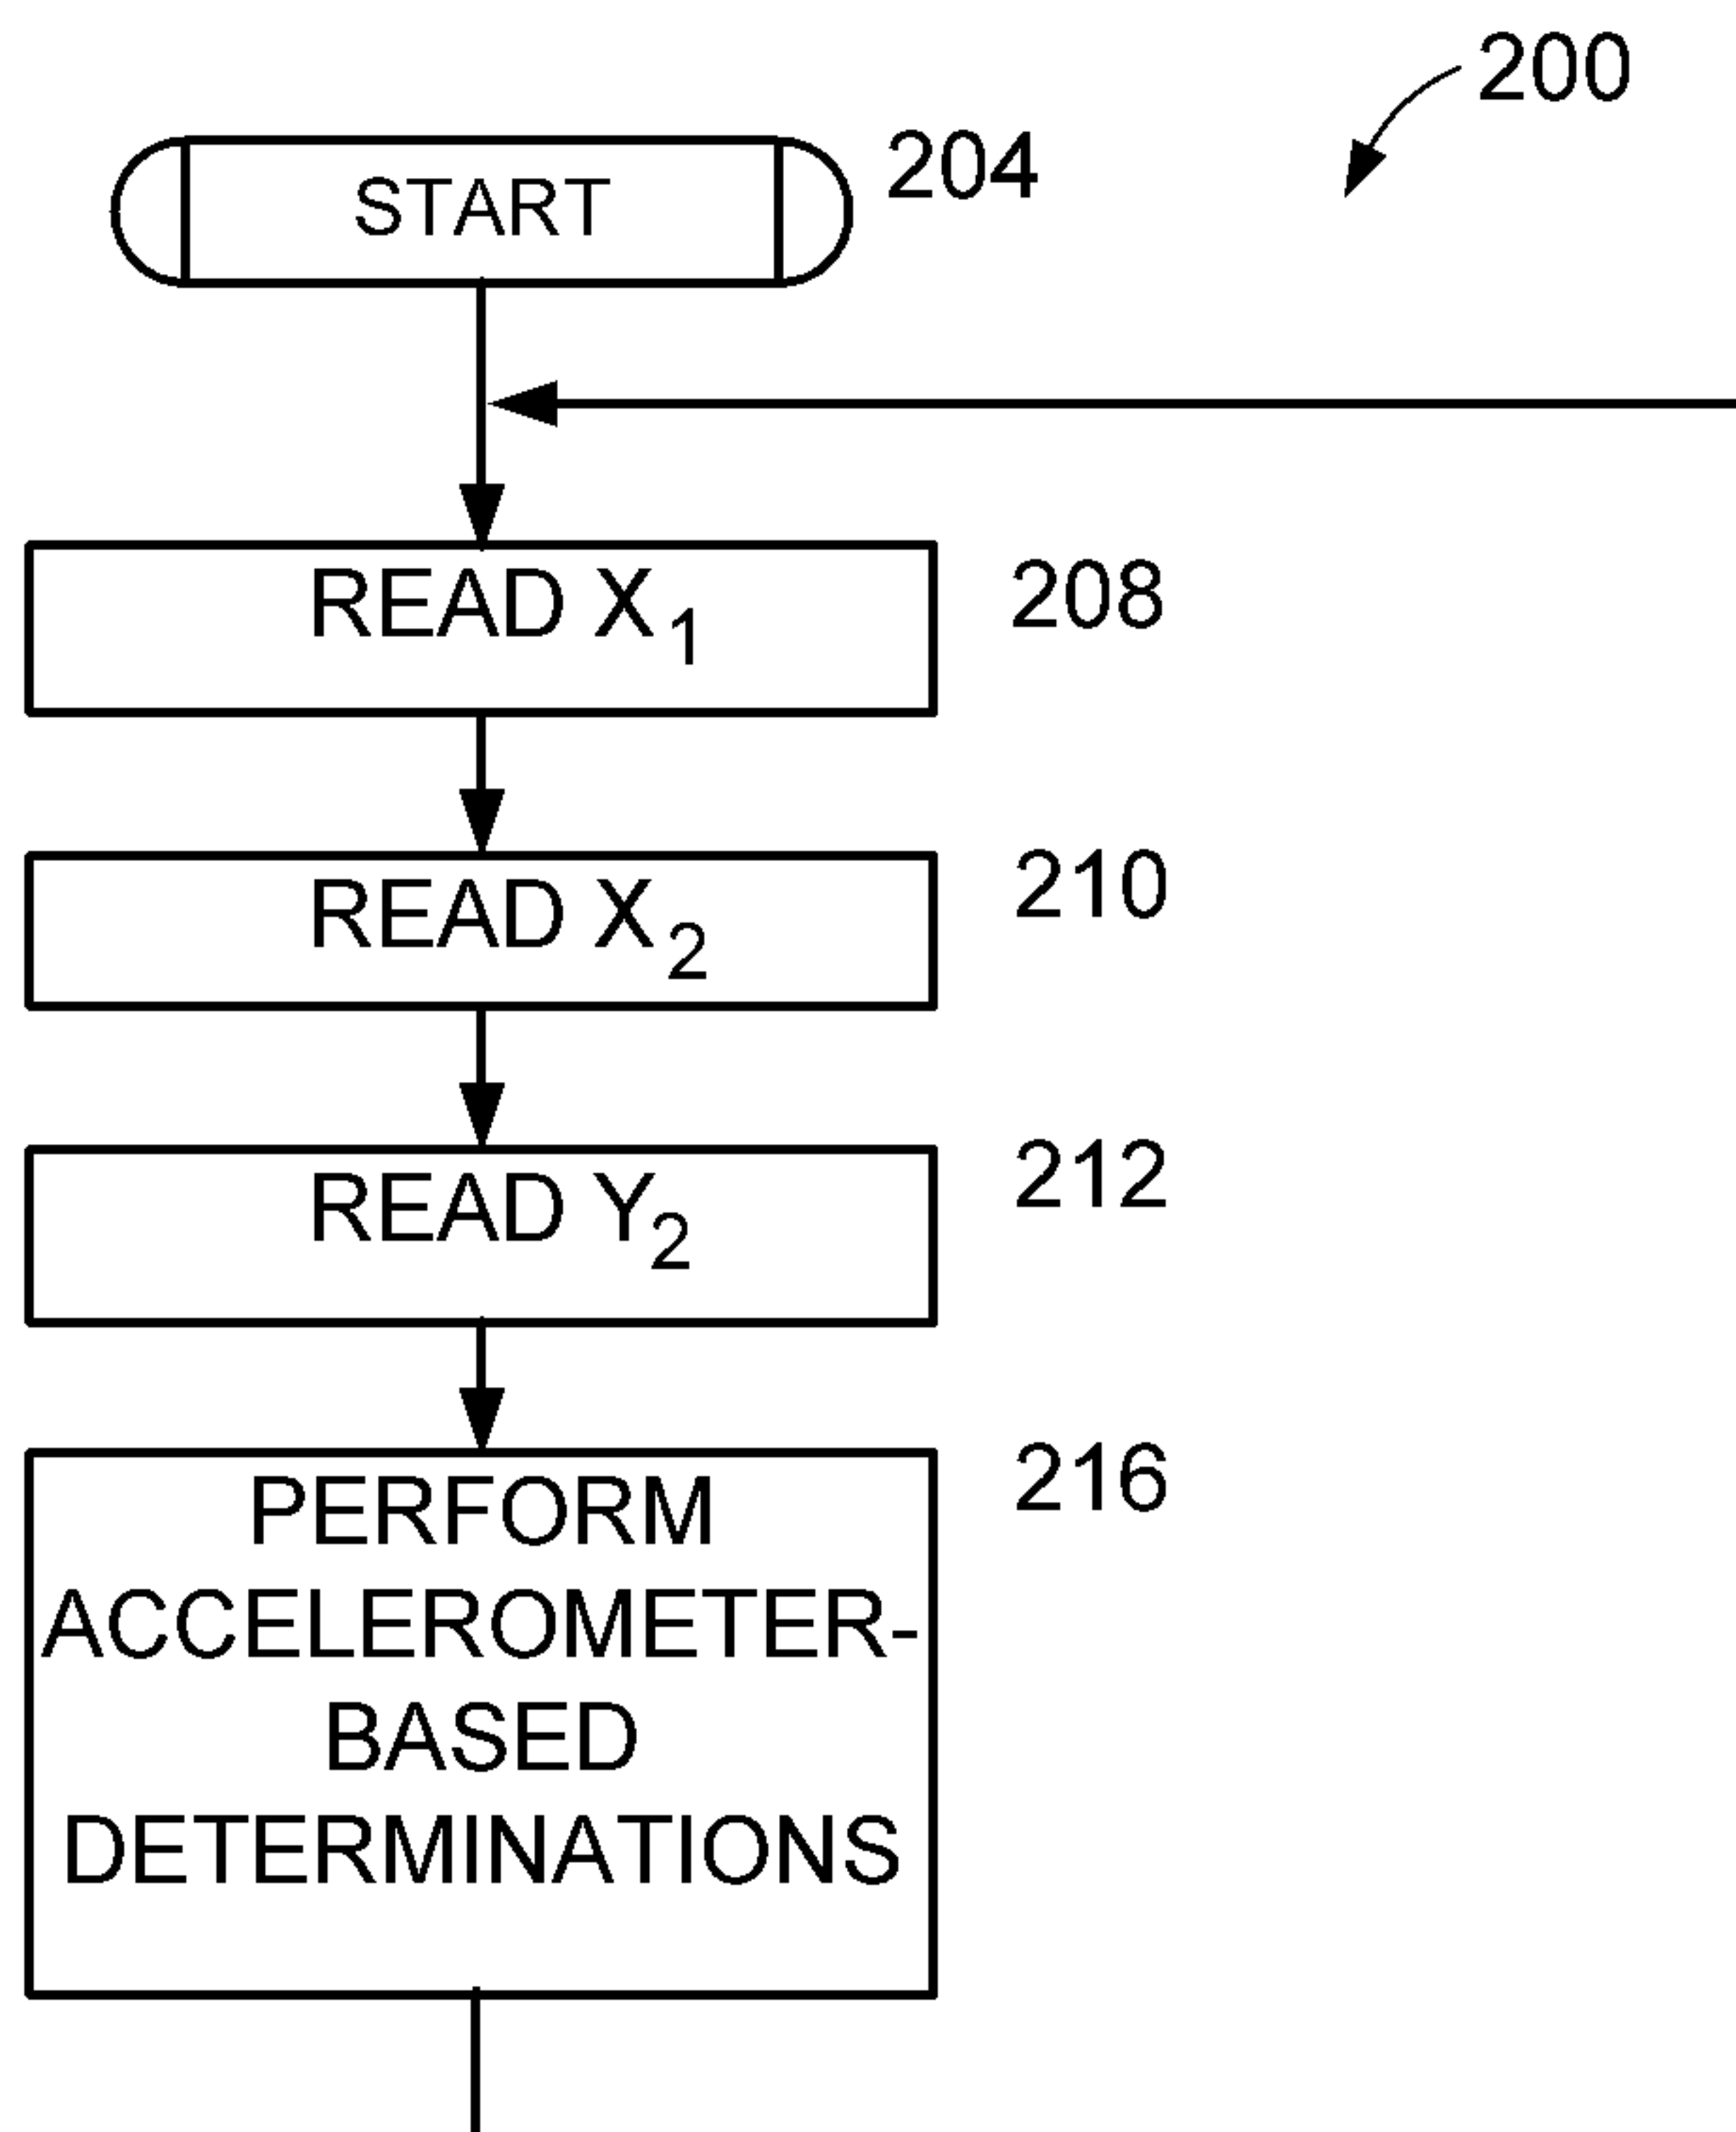 200
START 204
READ X₁ 208
READ X₂ 210
READ Y₂ 212
PERFORM 216
ACCELEROMETER-
BASED
DETERMINATIONS